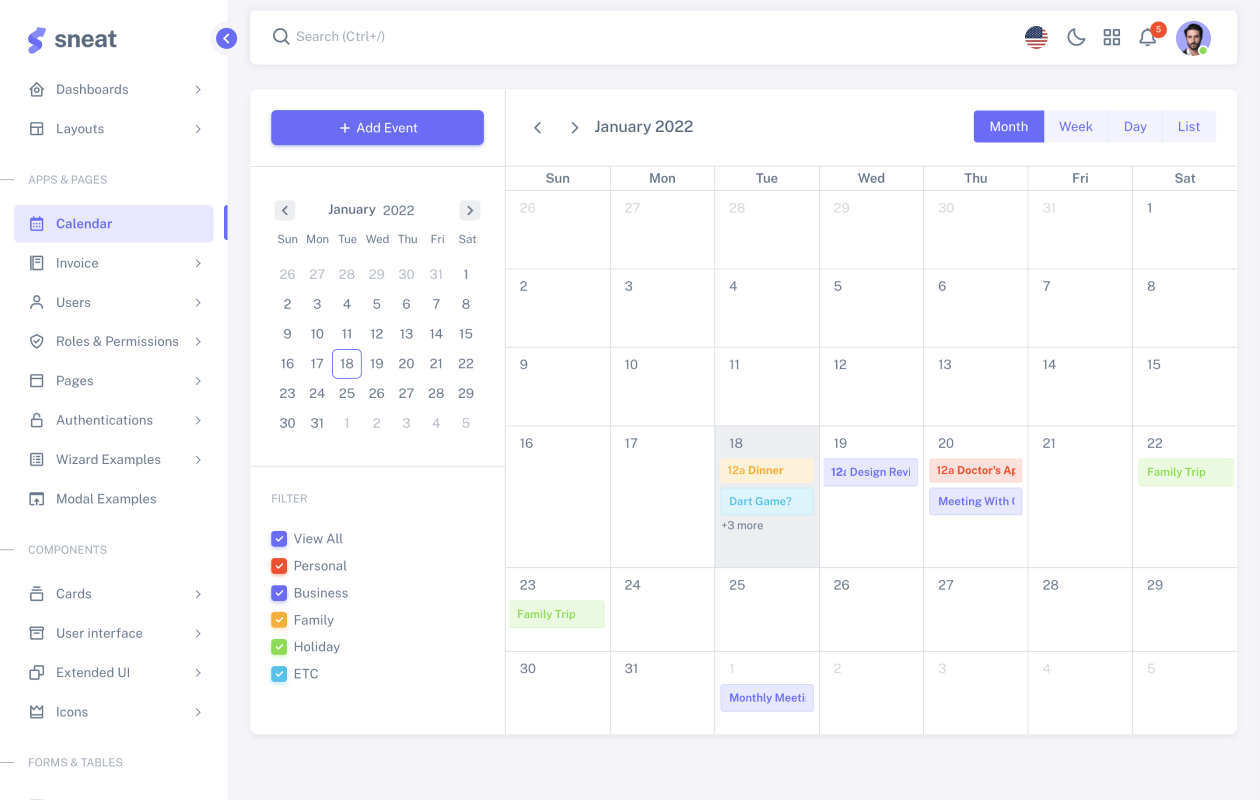 sneat
Search (Ctrl+/)
5
Dashboards
Layouts
APPS & PAGES
Calendar
Invoice
Users
Roles & Permissions
Pages
Authentications
Wizard Examples
Modal Examples
COMPONENTS
Cards
User interface
Extended UI
Icons
FORMS & TABLES
+ Add Event
January 2022
Sun Mon Tue Wed Thu Fri Sat
26 27 28 29 30 31 1
2 3 4 5 6 7 8
9 10 11 12 13 14 15
16 17 18 19 20 21 22
23 24 25 26 27 28 29
30 31 1 2 3 4 5
FILTER
View All
Personal
Business
Family
Holiday
ETC
January 2022
Month Week Day List
Sun Mon Tue Wed Thu Fri Sat
26 27 28 29 30 31 1
2 3 4 5 6 7 8
9 10 11 12 13 14 15
16 17 18 19 20 21 22
12a Dinner 12a Design Revi 12a Doctor's Ap Family Trip
Dart Game? Meeting With
+3 more
23 24 25 26 27 28 29
Family Trip
30 31 1 2 3 4 5
Monthly Meeti